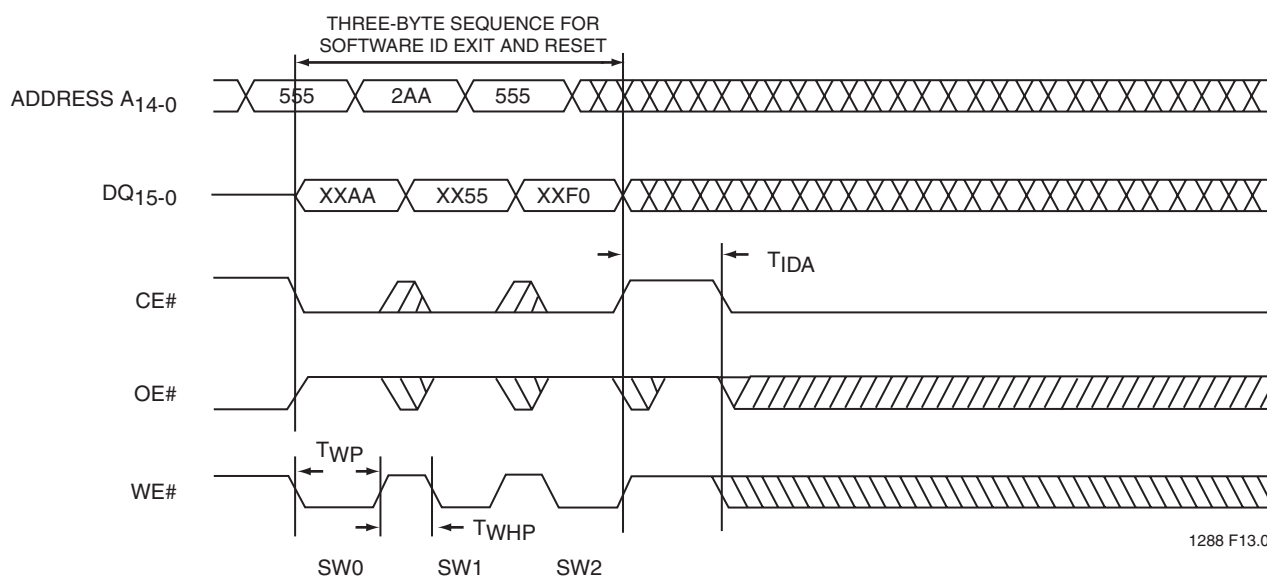 THREE-BYTE SEQUENCE FOR
SOFTWARE ID EXIT AND RESET
ADDRESS A14-0
555 2AA 555
DQ15-0
XXAA XX55 XXF0
TIDA
CE#
OE#
TWP
WE#
TWHP
SW0 SW1 SW2
1288 F13.0